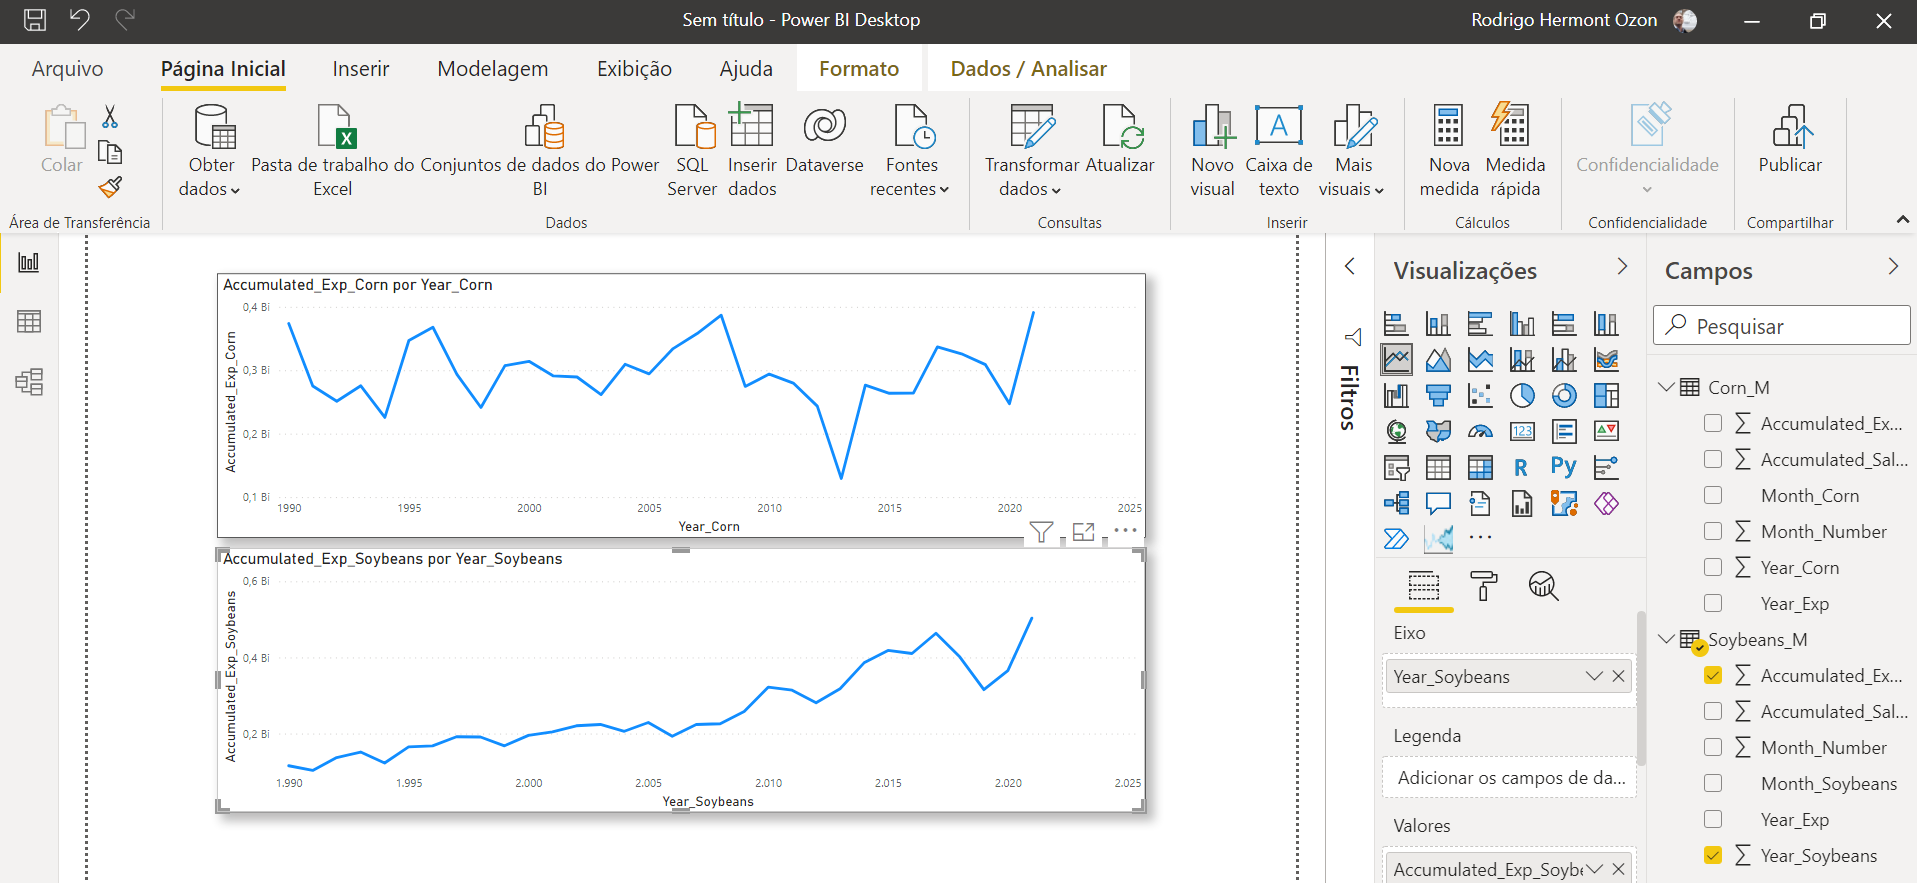 Sem título - Power BI Desktop
Rodrigo Hermont Ozon
Arquivo
Página Inicial
Inserir
Modelagem
Exibição
Ajuda
Formato
Dados / Analisar
Colar
Obter dados
Pasta de trabalho do Excel
Conjuntos de dados do Power BI
SQL Server
Inserir dados
Dataverse
Fontes recentes
Transformar dados
Atualizar
Novo visual
Caixa de texto
A
Mais visuais
Nova medida
Medida rápida
Confidencialidade
Publicar
Área de Transferência
Dados
Consultas
Inserir
Cálculos
Confidencialidade
Compartilhar
Accumulated_Exp_Corn por Year_Corn
Accumulated_Exp_Corn
0,4 Bi
0,3 Bi
0,2 Bi
0,1 Bi
1990
1995
2000
2005
2010
2015
2020
2025
Year_Corn
Accumulated_Exp_Soybeans por Year_Soybeans
Accumulated_Exp_Soybeans
0,6 Bi
0,4 Bi
0,2 Bi
1.990
1.995
2.000
2.005
2.010
2.015
2.020
2.025
Year_Soybeans
Filtros
Visualizações
123
R
Py
Eixo
Year_Soybeans
Legenda
Adicionar os campos de da...
Valores
Accumulated_Exp_Soybe
Campos
Pesquisar
Corn_M
Accumulated_Ex...
Accumulated_Sal...
Month_Corn
Month_Number
Year_Corn
Year_Exp
Soybeans_M
Accumulated_Ex...
Accumulated_Sal...
Month_Number
Month_Soybeans
Year_Exp
Year_Soybeans